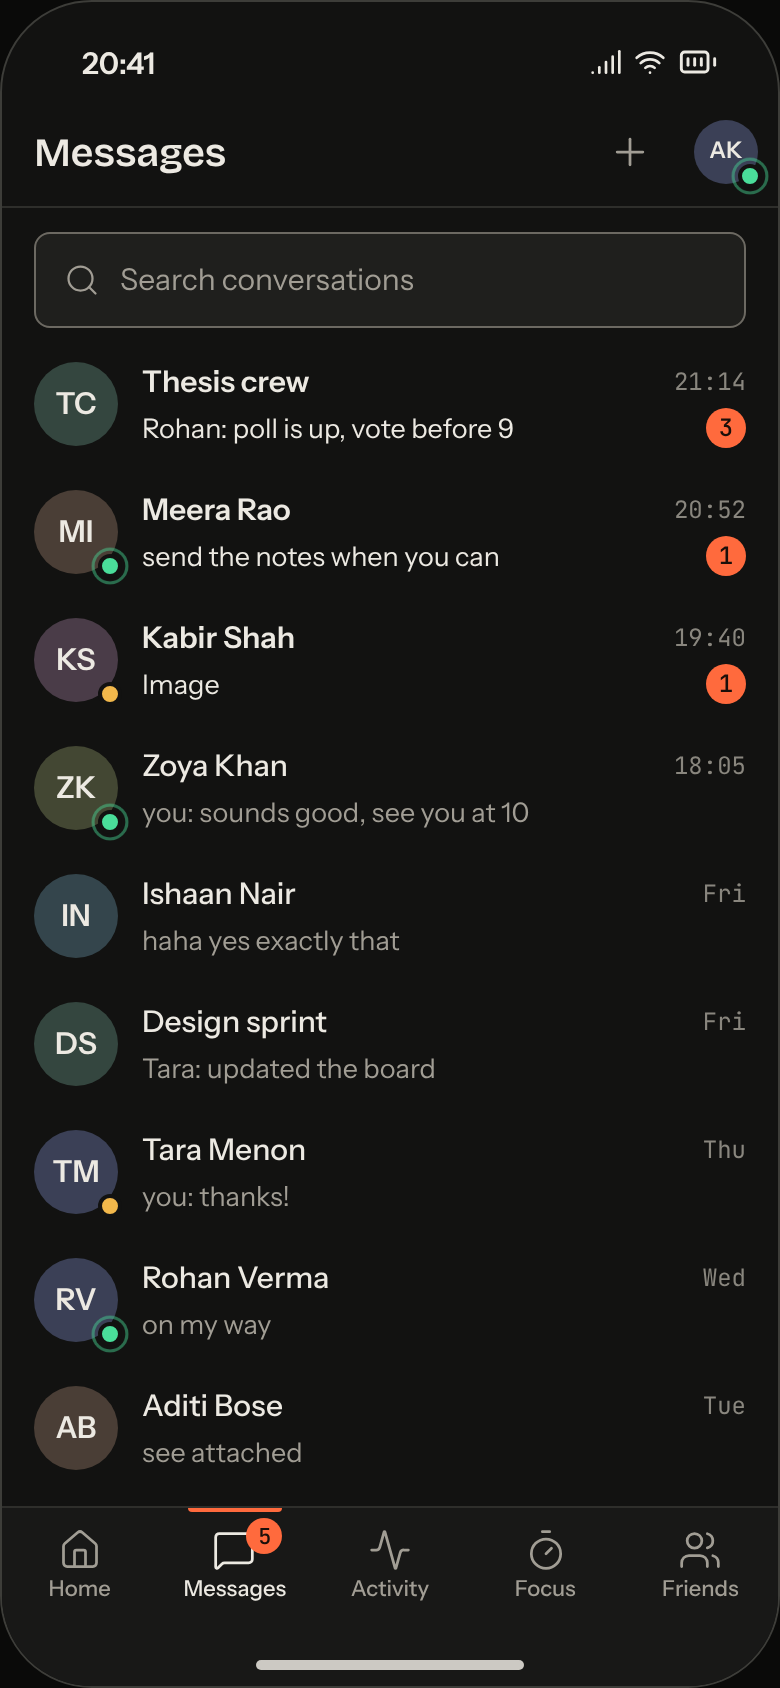 20:41
Messages
AK
Search conversations
TC
Thesis crew
21:14
Rohan: poll is up, vote before 9
3
MI
Meera Rao
20:52
send the notes when you can
1
KS
Kabir Shah
19:40
Image
1
ZK
Zoya Khan
18:05
you: sounds good, see you at 10
IN
Ishaan Nair
Fri
haha yes exactly that
DS
Design sprint
Fri
Tara: updated the board
TM
Tara Menon
Thu
you: thanks!
RV
Rohan Verma
Wed
on my way
AB
Aditi Bose
Tue
see attached
5
Home
Messages
Activity
Focus
Friends